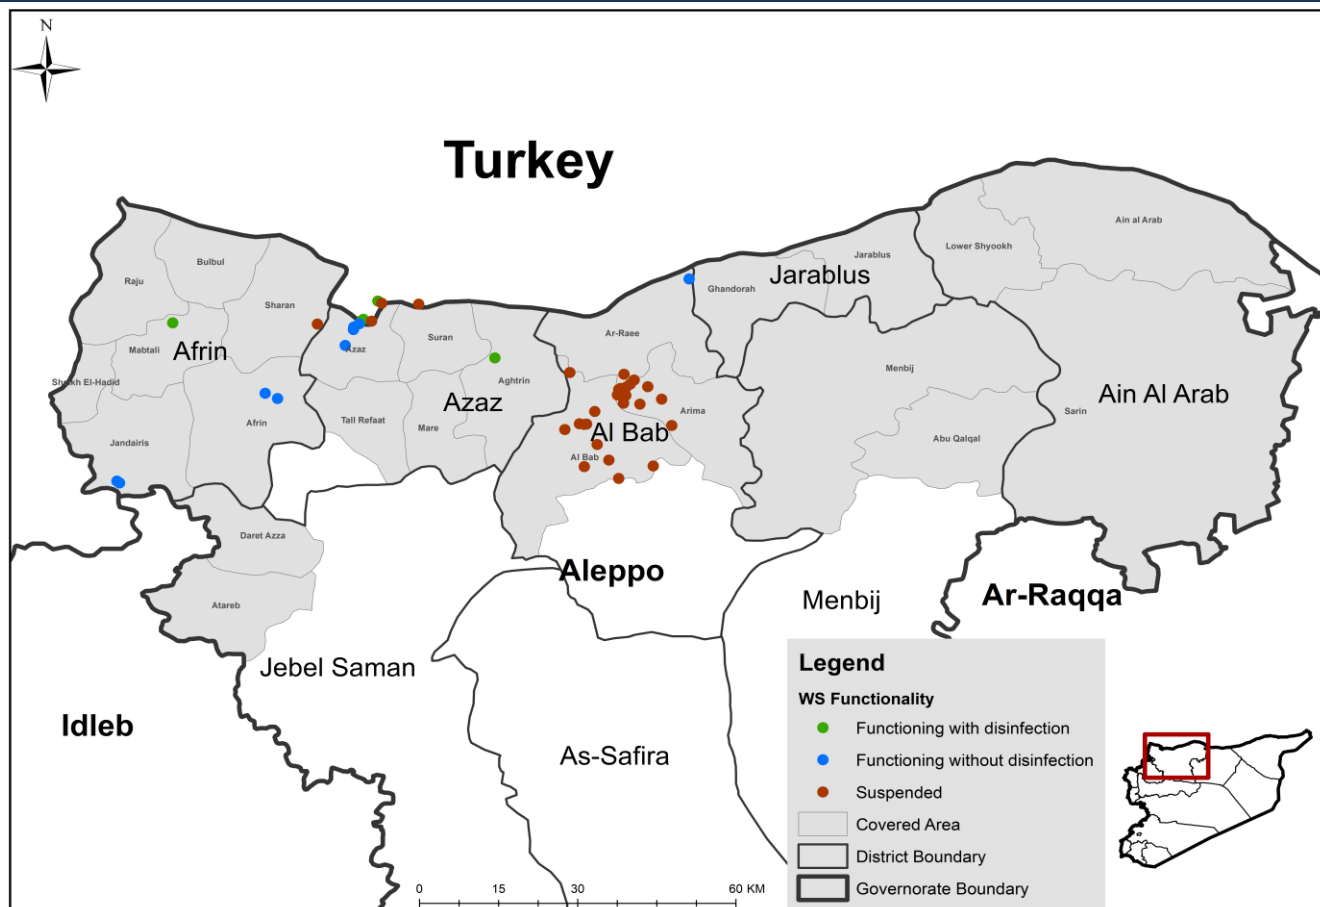 N
Turkey
Ain al Arab
Lower Shyookh
Bulbul
Jarablus
Raju
Jarablus
Ghandorah
Sharan
Ar-Raee
Suran
Azaz
Mabtali
Afrin
Menbij
Aghtrin
Sheikh El-Hadid
Ain Al Arab
Azaz
Arima
Sarin
Tall Refaat
Afrin
Mare
Al Bab
Abu Qalqal
Jandairis
Al Bab
Daret Azza
Aleppo
Ar-Raqqa
Menbij
Atareb
Jebel Saman
Idleb
As-Safira
Legend
WS Functionality
Functioning with disinfection
Functioning without disinfection
Suspended
Covered Area
District Boundary
Governorate Boundary
0 15 30 60 KM